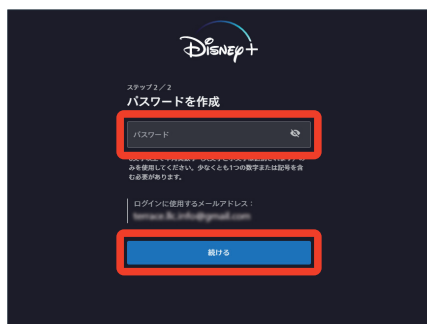 Disney+
ステップ2/2
パスワードを作成
パスワード
みを使用してください。少なくとも1つの数字または記号を含
む必要があります。
ログインに使用するメールアドレス:
続ける